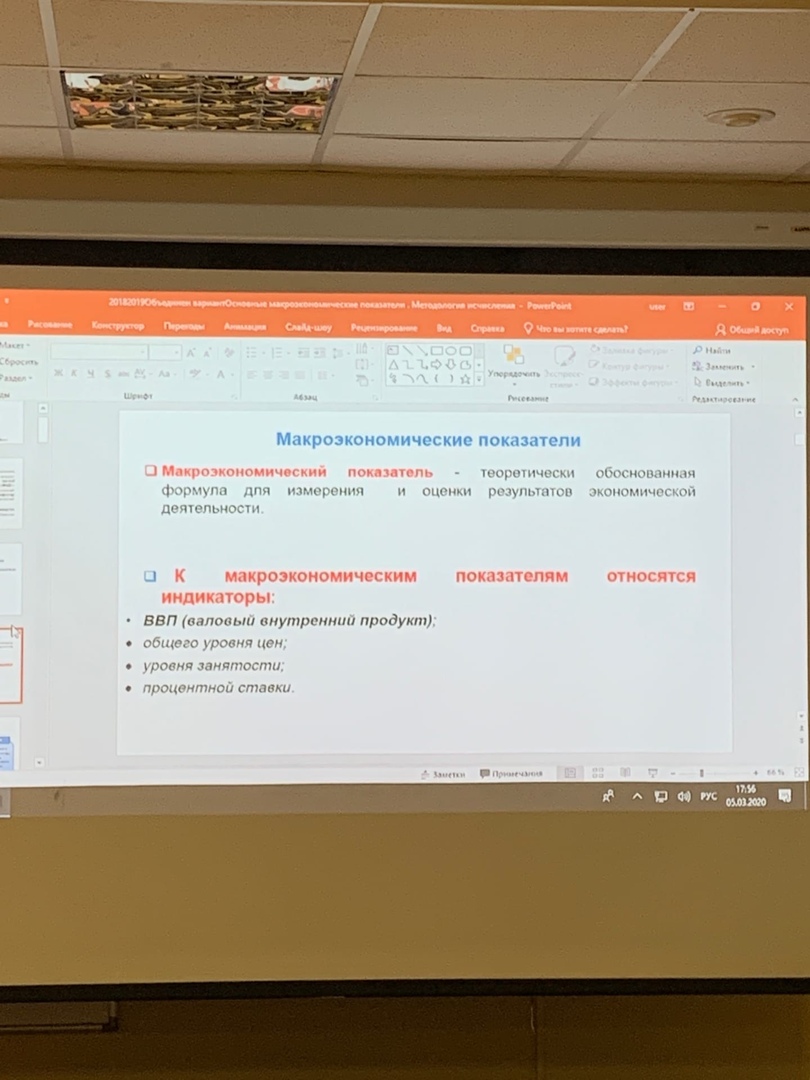 20182019Объединен вариантОсновные макроэкономические показатели . Методология исчисления - PowerPoint
user
Рисование Конструктор Переходы Анимация Слайд-шоу Рецензирование Вид Справка Что вы хотите сделать? Общий доступ
Макет
Сбросить
Раздел
Ж К Ч S abc AV Aa A
Упорядочить
Экспресс-стили
Заливка фигуры
Контур фигуры
Эффекты фигуры
Найти
Заменить
Выделить
Шрифт Абзац Рисование Редактирование
Макроэкономические показатели
Макроэкономический показатель - теоретически обоснованная
формула для измерения и оценки результатов экономической
деятельности.
К макроэкономическим показателям относятся
индикаторы:
• ВВП (валовый внутренний продукт);
• общего уровня цен;
• уровня занятости;
• процентной ставки.
Заметки Примечания 66 %
РУС
17:56
05.03.2020